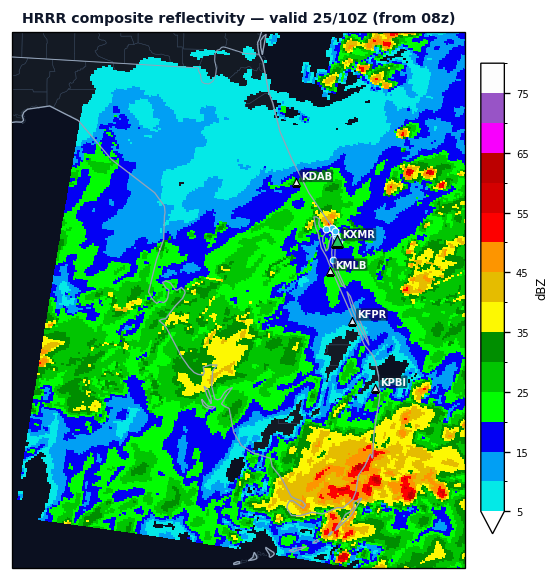 HRRR composite reflectivity — valid 25/10Z (from 08z)
KDAB
KXMR
KMLB
KFPR
KPBI
75
65
55
45
35
25
15
5
dBZ